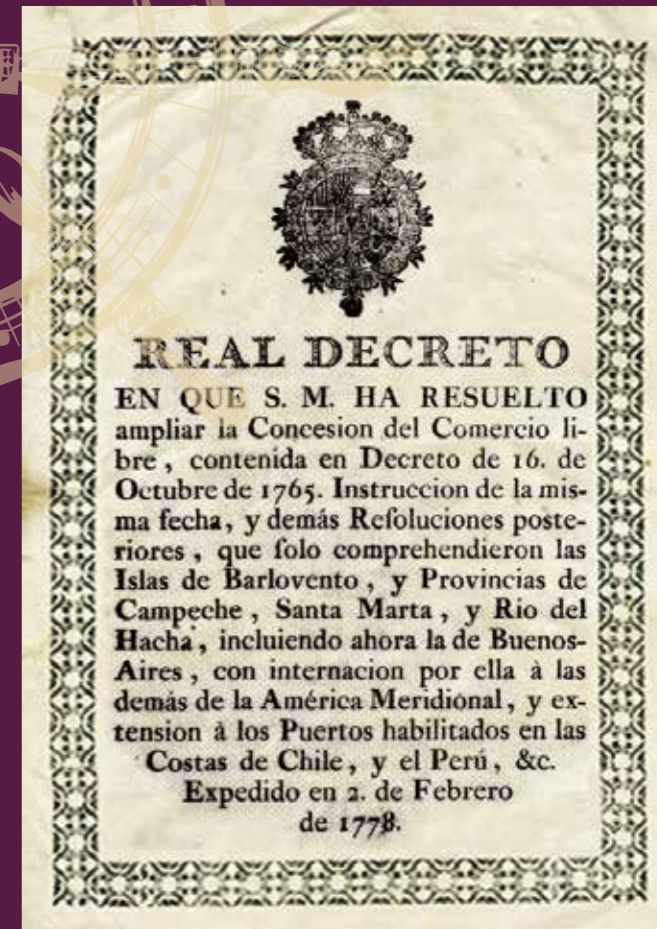 REAL DECRETO
EN QUE S. M. HA RESUELTO
ampliar la Concesion del Comercio li-
bre , contenida en Decreto de 16. de
Octubre de 1765. Instruccion de la mis-
ma fecha, y demás Reſoluciones poste-
riores , que ſolo comprehendieron las
Islas de Barlovento , y Provincias de
Campeche , Santa Marta , y Rio del
Hacha , incluiendo ahora la de Buenos-
Aires , con internacion por ella à las
demás de la América Meridional, y ex-
tension à los Puertos habilitados en las
Costas de Chile , y el Perú , &c.
Expedido en 2. de Febrero
de 1778.